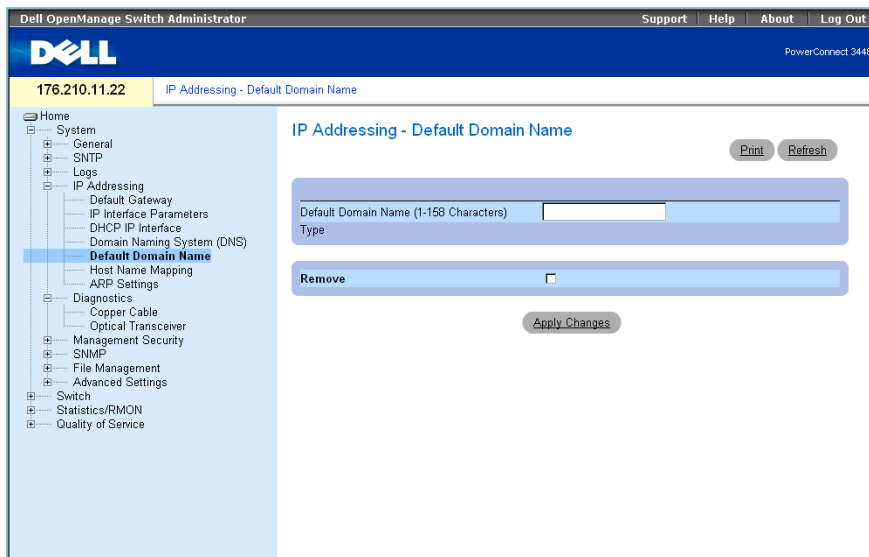 Dell OpenManage Switch Administrator Support Help About Log Out
DELL
PowerConnect 3448
176.210.11.22
IP Addressing - Default Domain Name
Home
System
General
SNTP
Logs
IP Addressing
Default Gateway
IP Interface Parameters
DHCP IP Interface
Domain Naming System (DNS)
Default Domain Name
Host Name Mapping
ARP Settings
Diagnostics
Copper Cable
Optical Transceiver
Management Security
SNMP
File Management
Advanced Settings
Switch
Statistics/RMON
Quality of Service
IP Addressing - Default Domain Name
Print Refresh
Default Domain Name (1-158 Characters)
Type
Remove
Apply Changes